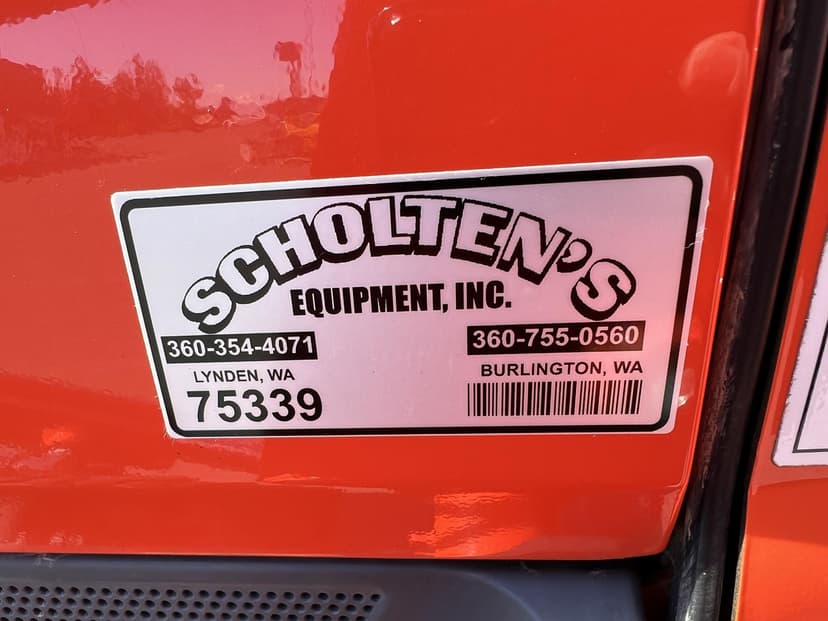 SCHOLTEN'S
EQUIPMENT, INC.
360-354-4071
360-755-0560
LYNDEN, WA
BURLINGTON, WA
75339